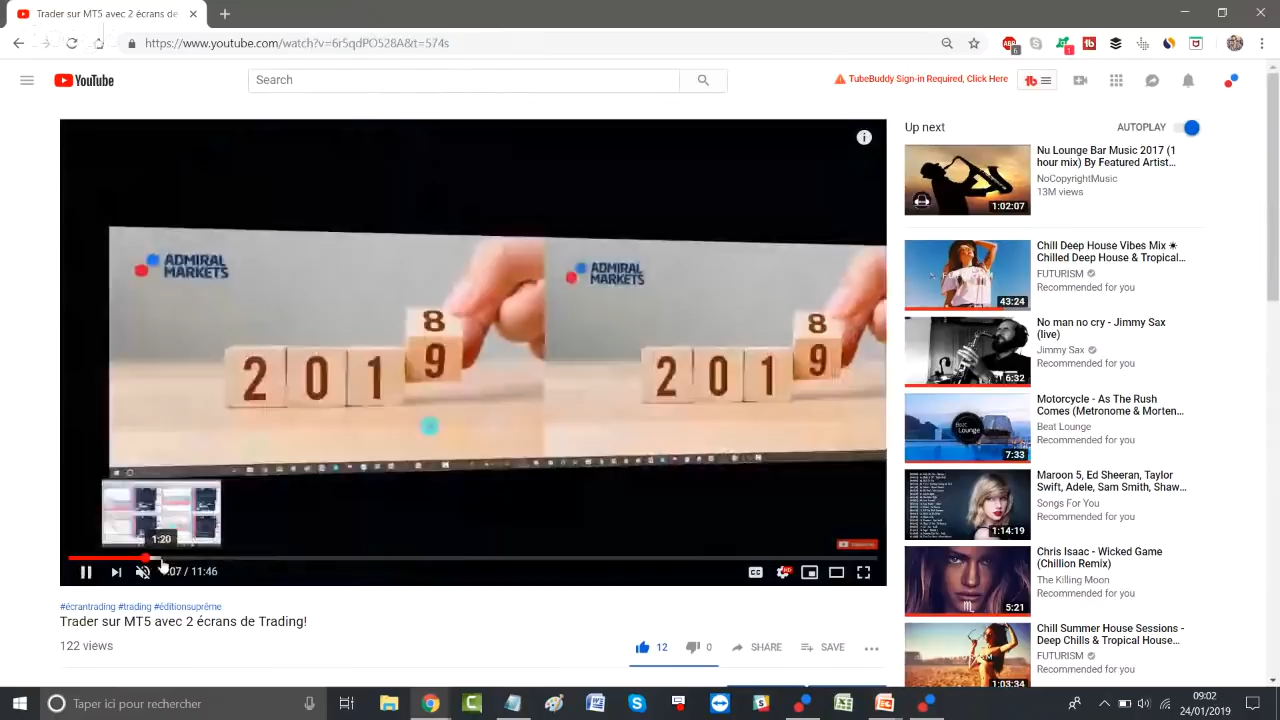 Trader sur MT5 avec 2 écrans de
https://www.youtube.com/watch?v=6r5qdPO528A&t=574s
6
1
YouTube
Search
TubeBuddy Sign-in Required, Click Here
tb
ADMIRAL
MARKETS
ADMIRAL
MARKETS
8
2 0 1 9
8
2 0 1 9
1:20
:07 / 11:46
CC
HD
#écrantrading #trading #éditionsuprême
Trader sur MT5 avec 2 écrans de Trading!
122 views
12
0
SHARE
SAVE
Up next
AUTOPLAY
Nu Lounge Bar Music 2017 (1
hour mix) By Featured Artist...
NoCopyrightMusic
13M views
1:02:07
Chill Deep House Vibes Mix ☀
Chilled Deep House & Tropical...
FUTURISM
Recommended for you
43:24
No man no cry - Jimmy Sax
(live)
Jimmy Sax
Recommended for you
6:32
Motorcycle - As The Rush
Comes (Metronome & Morten...
Beat Lounge
Recommended for you
Beat
Lounge
7:33
Maroon 5, Ed Sheeran, Taylor
Swift, Adele, Sam Smith, Shaw...
Songs For You
Recommended for you
1:14:19
Chris Isaac - Wicked Game
(Chillion Remix)
The Killing Moon
Recommended for you
5:21
Chill Summer House Sessions -
Deep Chills & Tropical House...
FUTURISM
Recommended for you
1:03:34
Taper ici pour rechercher
09:02
24/01/2019